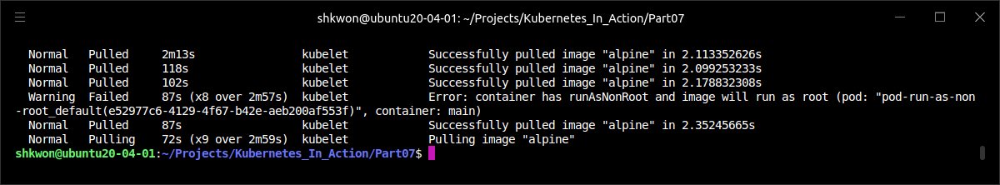 shkwon@ubuntu20-04-01: ~/Projects/Kubernetes_In_Action/Part07
Normal   Pulled     2m13s                kubelet            Successfully pulled image "alpine" in 2.113352626s
Normal   Pulled     118s                 kubelet            Successfully pulled image "alpine" in 2.099253233s
Normal   Pulled     102s                 kubelet            Successfully pulled image "alpine" in 2.178832308s
Warning  Failed     87s (x8 over 2m57s)  kubelet            Error: container has runAsNonRoot and image will run as root (pod: "pod-run-as-non
-root_default(e52977c6-4129-4f67-b42e-aeb200af553f)", container: main)
Normal   Pulled     87s                  kubelet            Successfully pulled image "alpine" in 2.35245665s
Normal   Pulling    72s (x9 over 2m59s)  kubelet            Pulling image "alpine"
shkwon@ubuntu20-04-01:~/Projects/Kubernetes_In_Action/Part07$